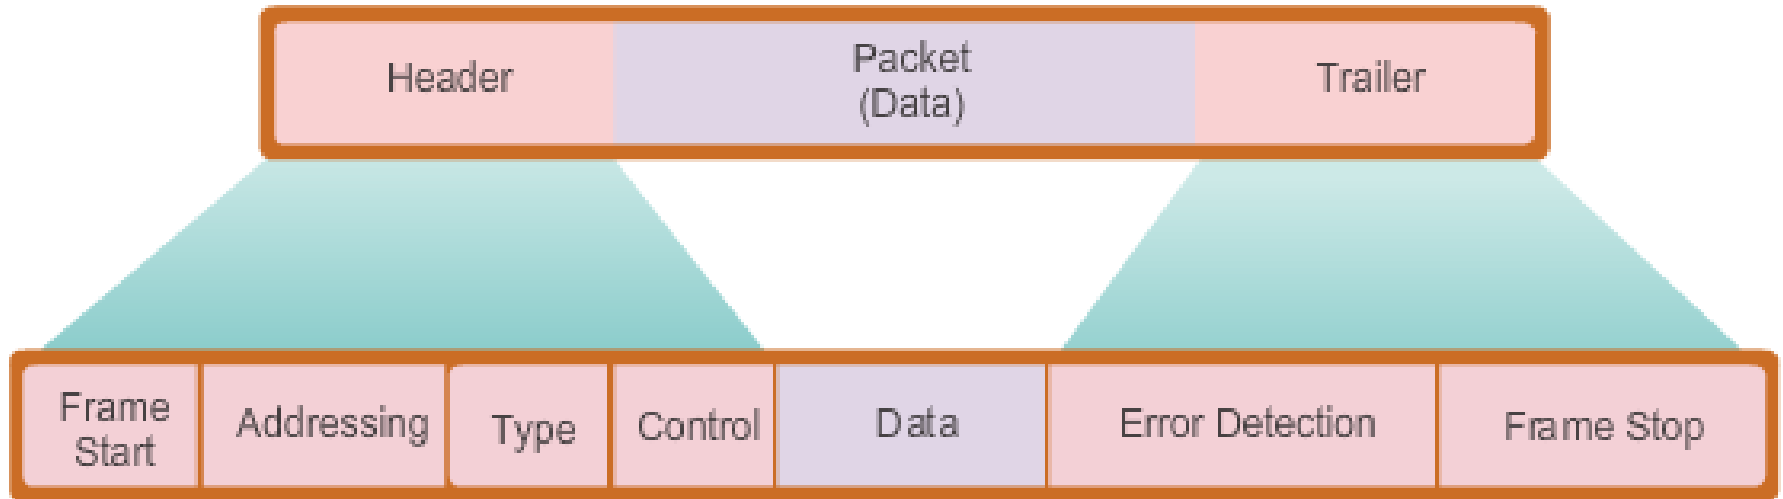 Header
Packet
(Data)
Trailer
Frame
Start
Addressing
Type
Control
Data
Error Detection
Frame Stop